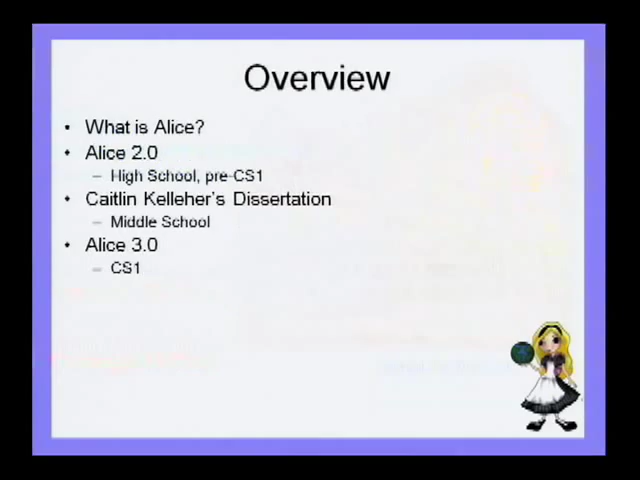 Overview
• What is Alice?
• Alice 2.0
– High School, pre-CS1
• Caitlin Kelleher's Dissertation
– Middle School
• Alice 3.0
– CS1